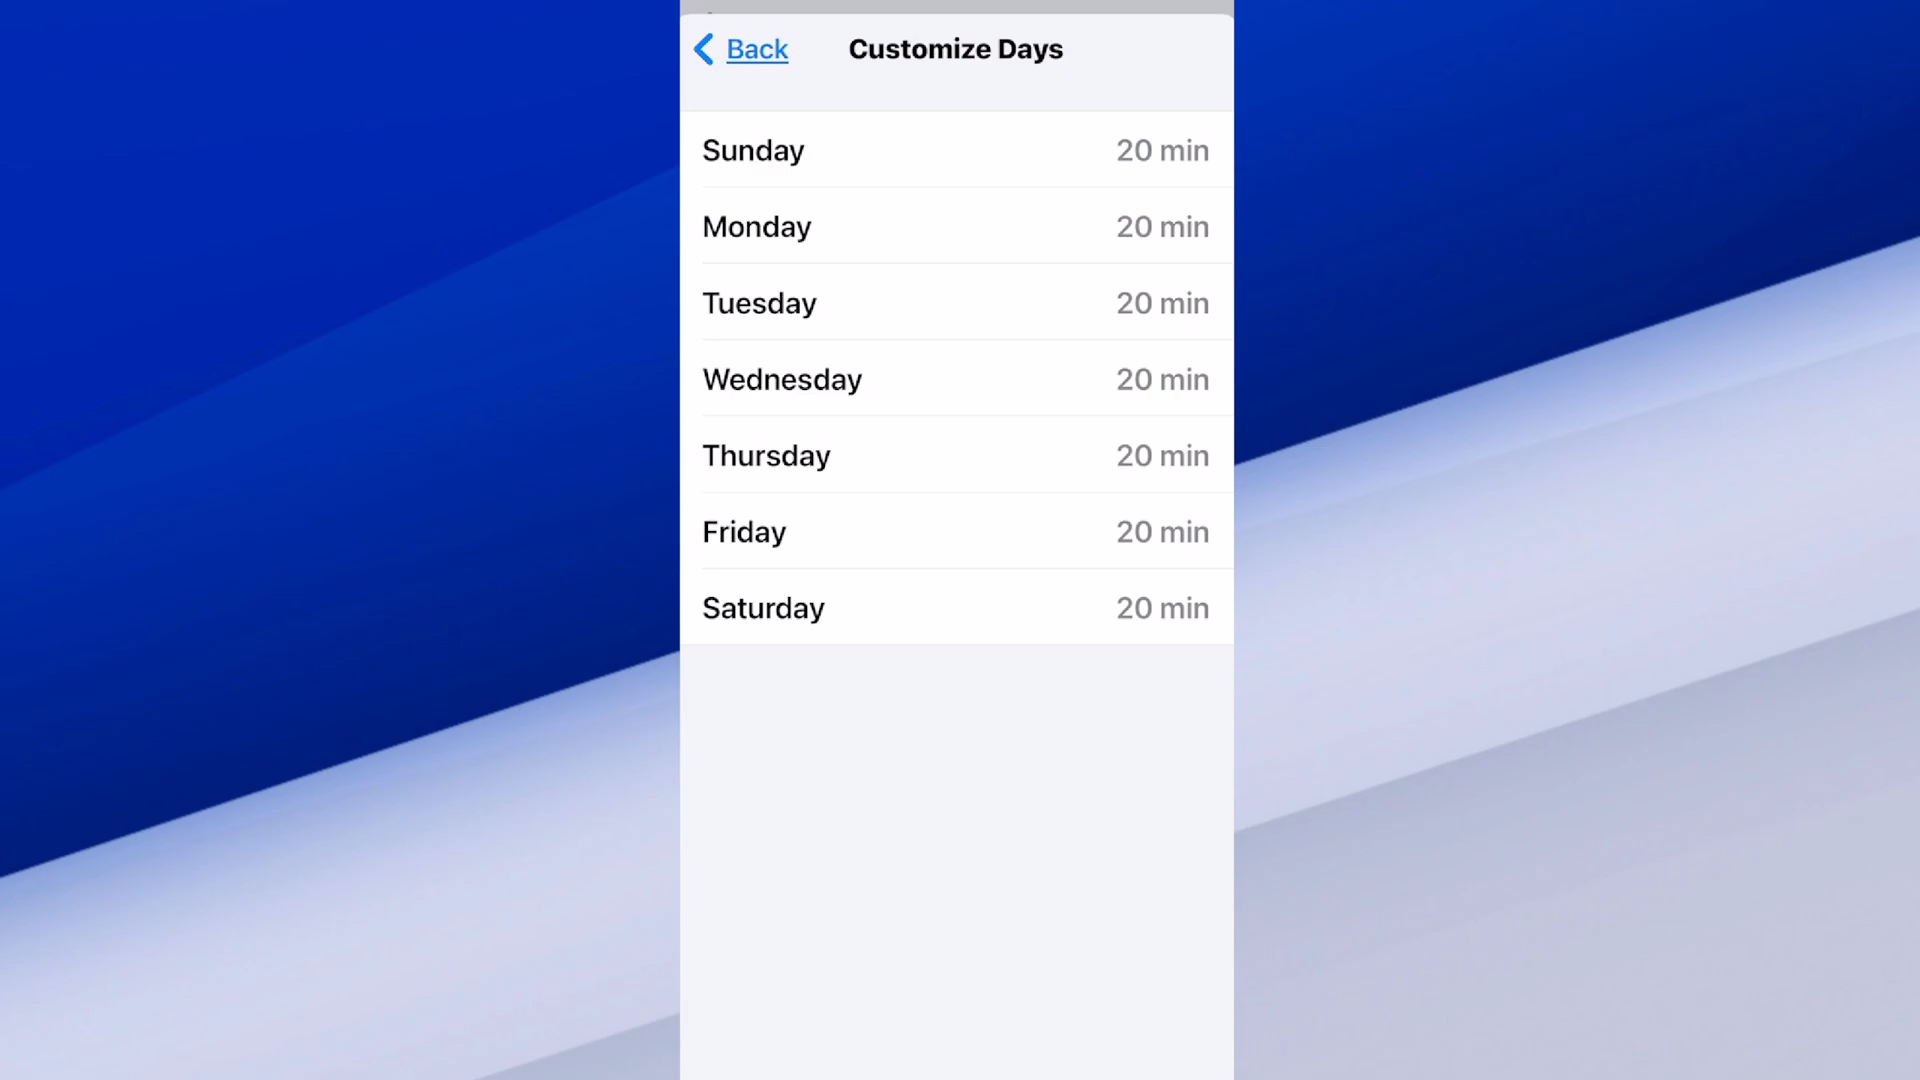 Back
Customize Days
Sunday 20 min
Monday 20 min
Tuesday 20 min
Wednesday 20 min
Thursday 20 min
Friday 20 min
Saturday 20 min